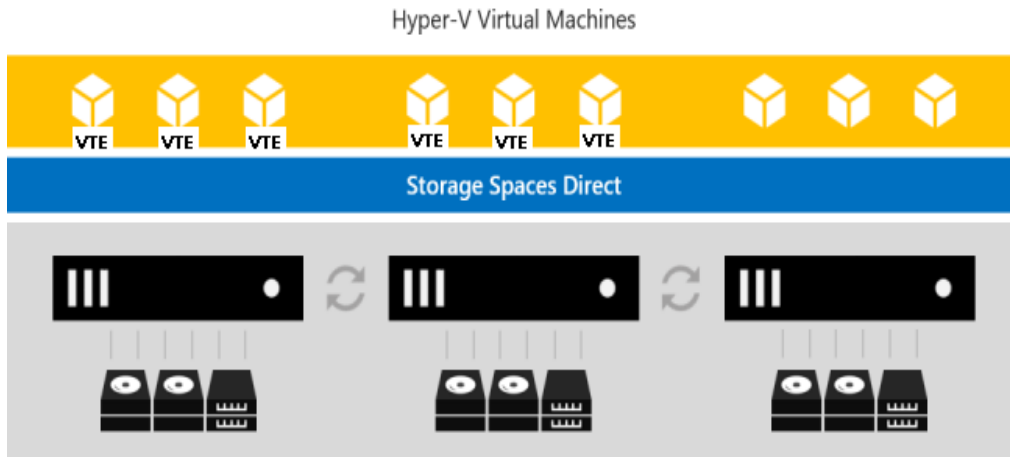 Hyper-V Virtual Machines
VTE VTE VTE VTE VTE VTE
Storage Spaces Direct